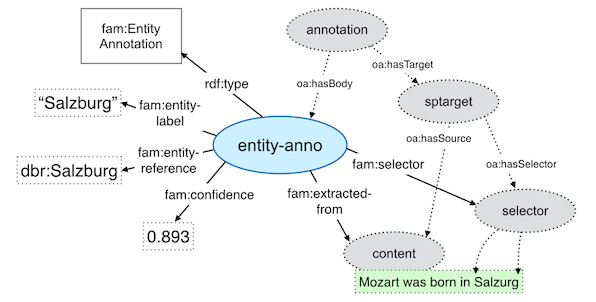 fam:Entity
Annotation
annotation
oa:hasTarget
rdf:type
oa:hasBody
sptarget
“Salzburg”
fam:entity-
label
entity-anno
oa:hasSource
fam:entity-
reference
fam:selector
oa:hasSelector
dbr:Salzburg
fam:confidence
fam:extracted-
from
selector
0.893
content
Mozart was born in Salzurg